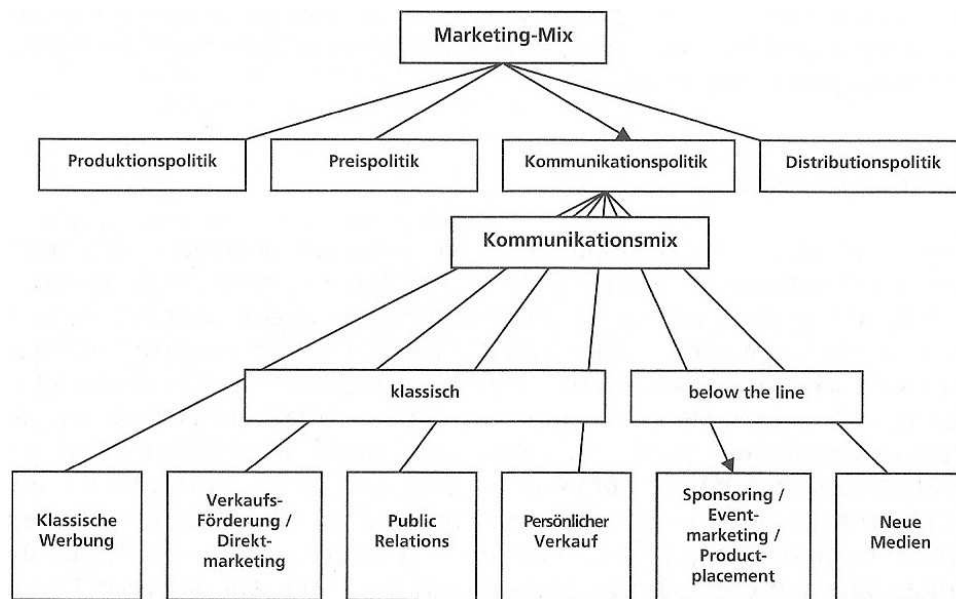 Marketing-Mix
Produktionspolitik
Preispolitik
Kommunikationspolitik
Distributionspolitik
Kommunikationsmix
klassisch
below the line
Klassische
Werbung
Verkaufs-
Förderung /
Direkt-
marketing
Public
Relations
Persönlicher
Verkauf
Sponsoring /
Event-
marketing /
Product-
placement
Neue
Medien